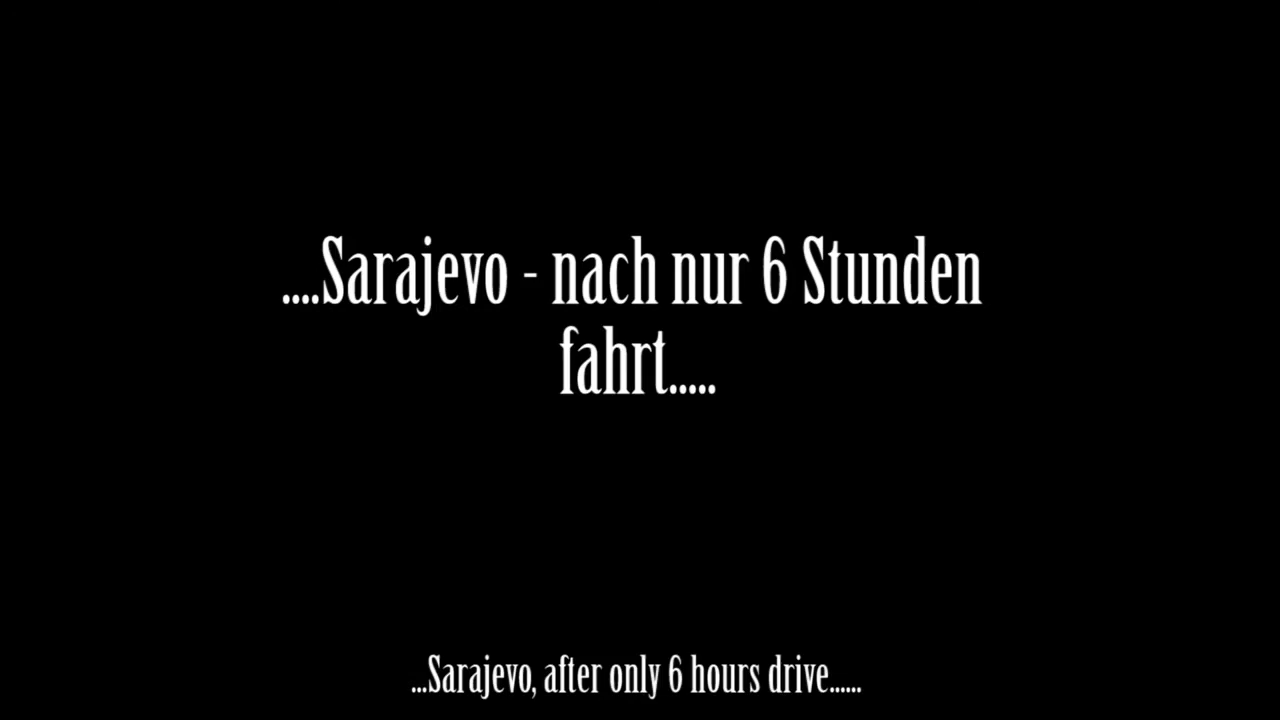 ....Sarajevo - nach nur 6 Stunden
fahrt.....
...Sarajevo, after only 6 hours drive......